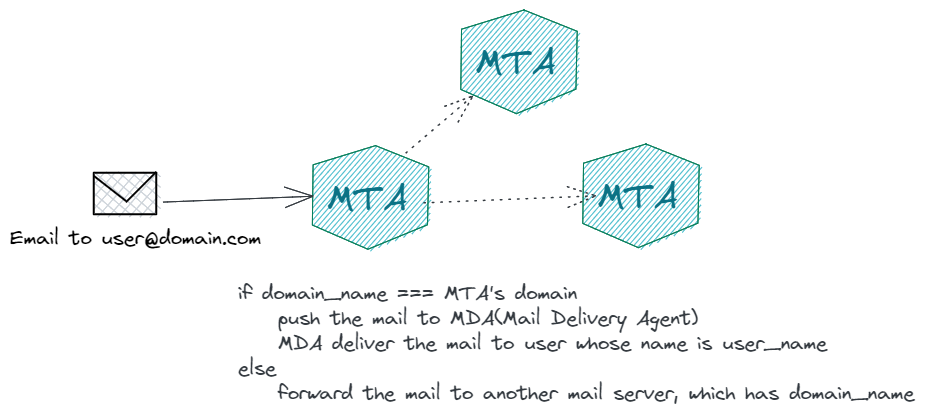 MTA
MTA
MTA
Email to user@domain.com
if domain_name === MTA's domain
push the mail to MDA(Mail Delivery Agent)
MDA deliver the mail to user whose name is user_name
else
forward the mail to another mail server, which has domain_name